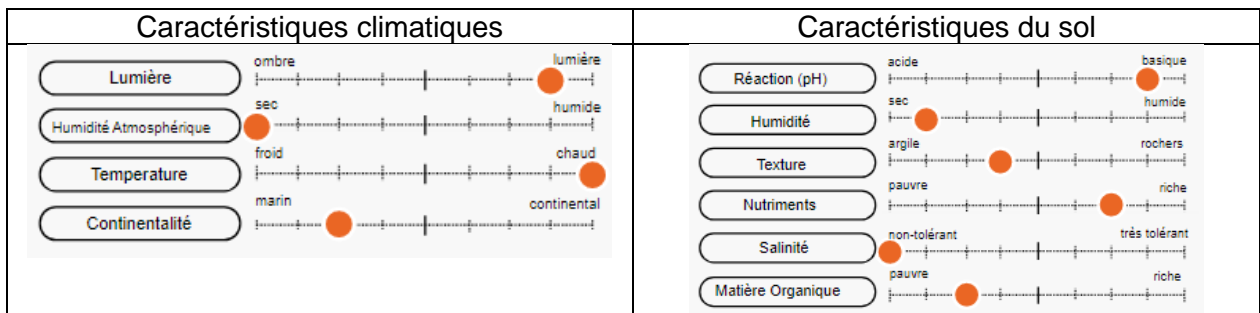 Caractéristiques climatiques
Lumière
ombre
lumière
Humidité Atmosphérique
sec
humide
Temperature
froid
chaud
Continentalité
marin
continental
Caractéristiques du sol
Réaction (pH)
acide
basique
Humidité
sec
humide
Texture
argile
rochers
Nutriments
pauvre
riche
Salinité
non-tolérant
très tolérant
Matière Organique
pauvre
riche